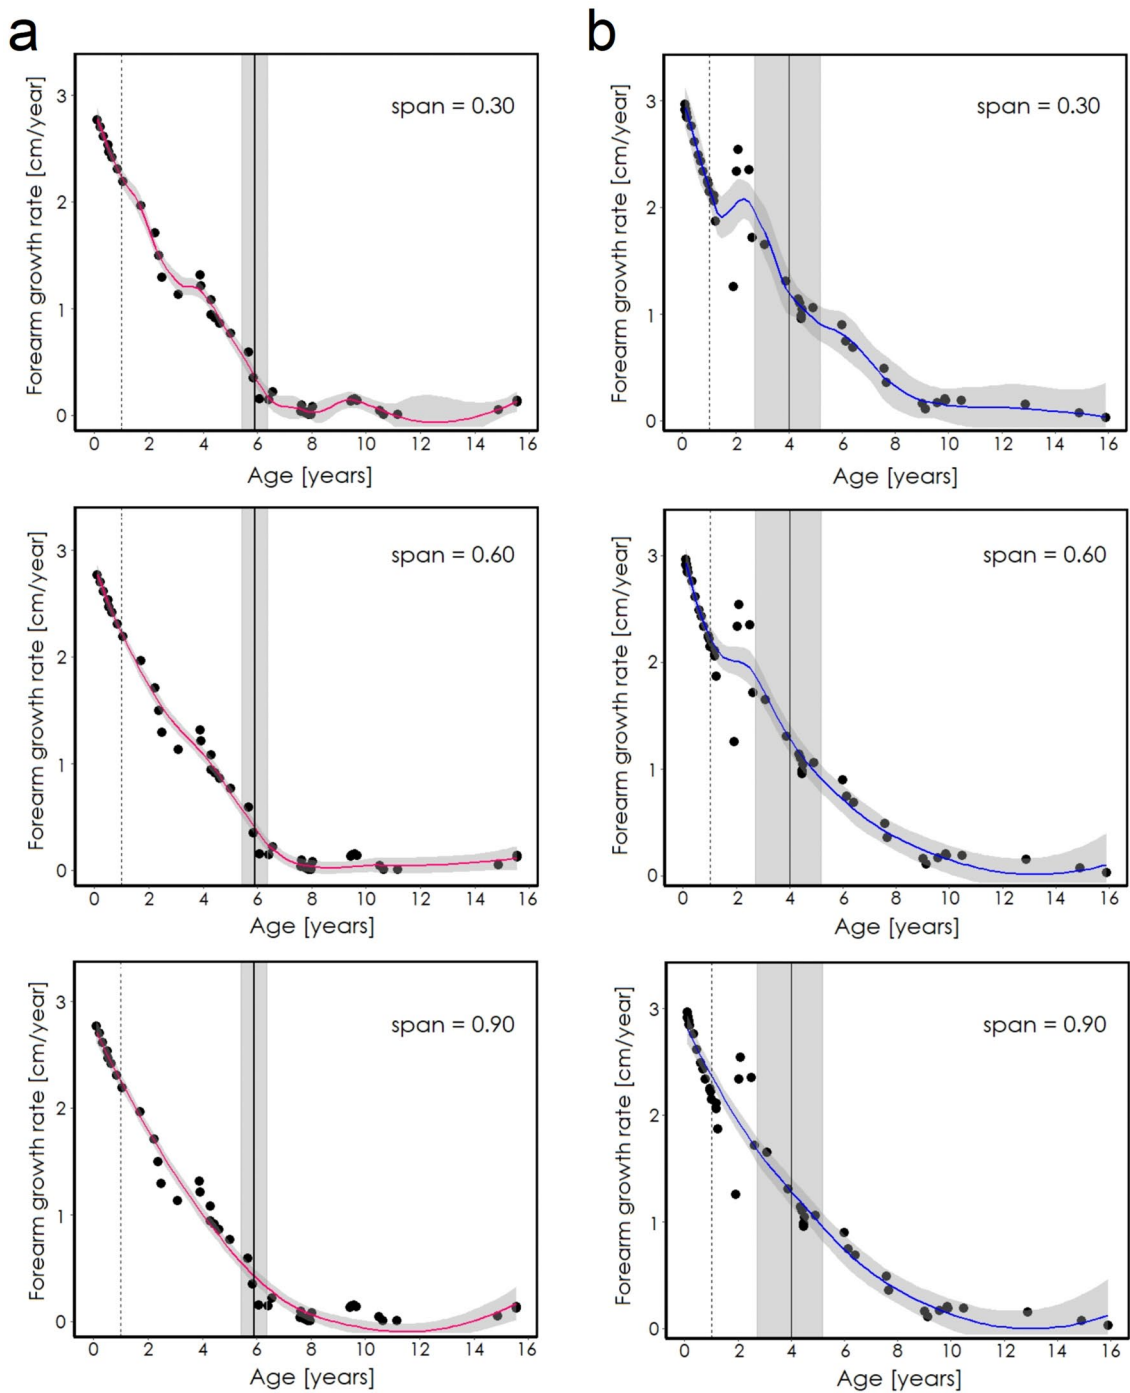 a
b
span = 0.30
Forearm growth rate [cm/year]
3
2
1
0
0 2 4 6 8 10 12 14 16
Age [years]
span = 0.30
Forearm growth rate [cm/year]
3
2
1
0
0 2 4 6 8 10 12 14 16
Age [years]
span = 0.60
Forearm growth rate [cm/year]
3
2
1
0
0 2 4 6 8 10 12 14 16
Age [years]
span = 0.60
Forearm growth rate [cm/year]
3
2
1
0
0 2 4 6 8 10 12 14 16
Age [years]
span = 0.90
Forearm growth rate [cm/year]
3
2
1
0
0 2 4 6 8 10 12 14 16
Age [years]
span = 0.90
Forearm growth rate [cm/year]
3
2
1
0
0 2 4 6 8 10 12 14 16
Age [years]